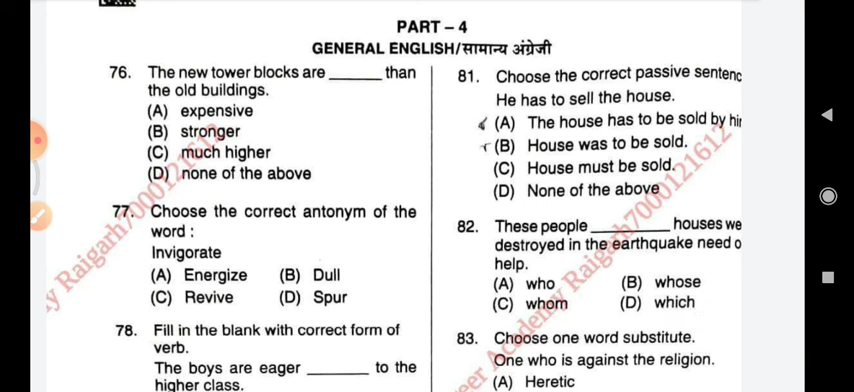 PART – 4
GENERAL ENGLISH/सामान्य अंग्रेजी
76. The new tower blocks are ______ than
the old buildings.
(A) expensive
(B) stronger
(C) much higher
(D) none of the above
77. Choose the correct antonym of the
word :
Invigorate
(A) Energize (B) Dull
(C) Revive (D) Spur
78. Fill in the blank with correct form of
verb.
The boys are eager ______ to the
higher class.
81. Choose the correct passive sentenc
He has to sell the house.
(A) The house has to be sold by hi
(B) House was to be sold.
(C) House must be sold.
(D) None of the above
82. These people ______ houses we
destroyed in the earthquake need o
help.
(A) who (B) whose
(C) whom (D) which
83. Choose one word substitute.
One who is against the religion.
(A) Heretic
y Raigarh7000121612
eer Academy Raigarh7000121612